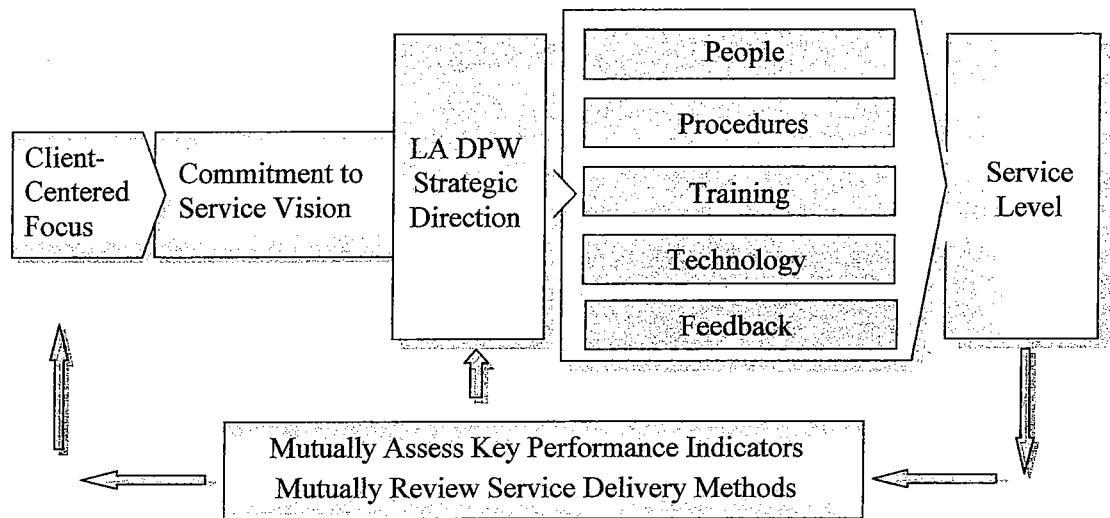 Client-
Centered
Focus
Commitment to
Service Vision
LA DPW
Strategic
Direction
People
Procedures
Training
Technology
Feedback
Service
Level
Mutually Assess Key Performance Indicators
Mutually Review Service Delivery Methods